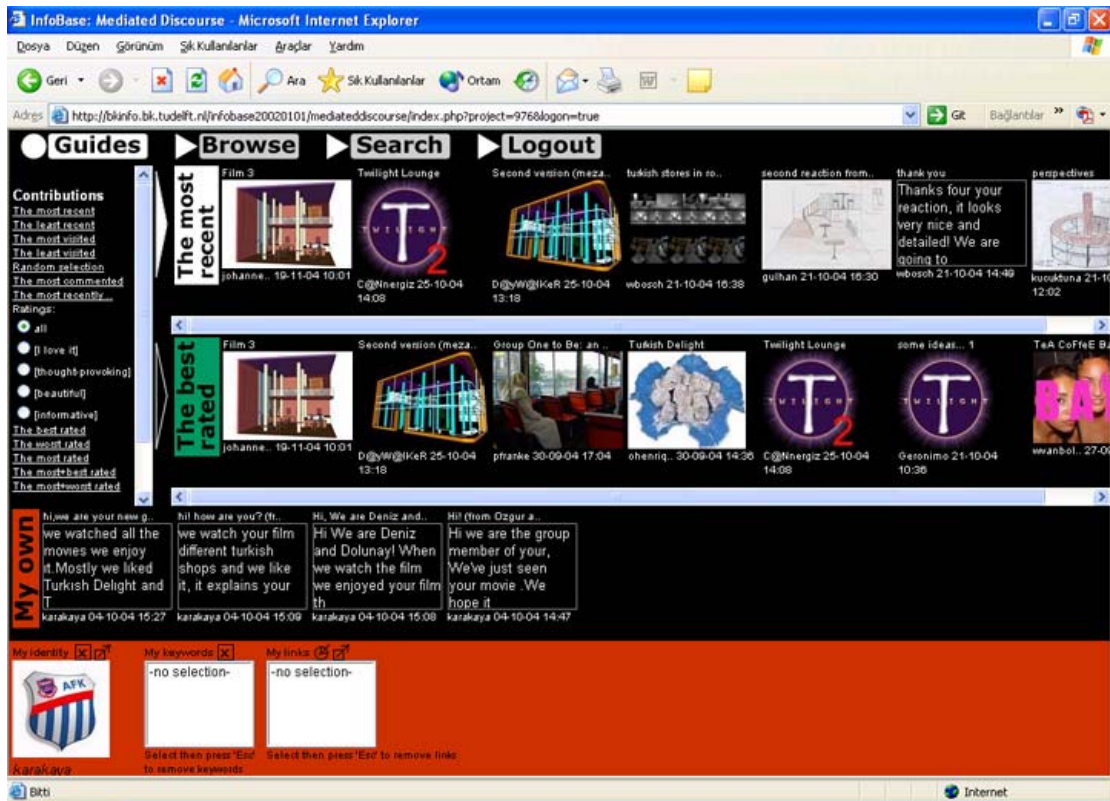 InfoBase: Mediated Discourse - Microsoft Internet Explorer
Dosya Düzen Görünüm Sık Kullanılanlar Araçlar Yardım
Geri Ara Sık Kullanılanlar Ortam
Adres http://bkinfo.bk.tudelft.nl/infobase20020101/mediateddiscourse/index.php?project=976&logon=true Git Bağlantılar
Guides Browse Search Logout
Contributions
The most recent
The least recent
The most visited
The least visited
Random selection
The most commented
The most recently...
Ratings:
all
[I love it]
[thought-provoking]
[beautiful]
[informative]
The best rated
The worst rated
The most rated
The most+best rated
The most+worst rated
The most
recent
Film 3
johanne.. 19-11-04 10:01
Twilight Lounge
T
TWILIGHT
2
C@Nnergiz 25-10-04
14:08
Second version (meza..
D@yW@lKeR 25-10-04
13:18
turkish stores in ro..
wbosch 21-10-04 16:38
second reaction from..
gulhan 21-10-04 16:30
thank you
Thanks four your
reaction, it looks
very nice and
detailed! We are
going to
wbosch 21-10-04 14:49
perspectives
kucuktuna 21-10
12:02
The best
rated
Film 3
johanne.. 19-11-04 10:01
Second version (meza..
D@yW@lKeR 25-10-04
13:18
Group One to Be: an ..
pfranke 30-09-04 17:04
Turkish Delight
ohenriq.. 30-09-04 14:36
Twilight Lounge
T
TWILIGHT
2
C@Nnergiz 25-10-04
14:08
some ideas... 1
T
TWILIGHT
Geronimo 21-10-04
10:36
TeA CoFfeE BA
BA
wwanbol.. 27-09
My own
hi,we are your new g..
we watched all the
movies we enjoy
it.Mostly we liked
Turkish Delight and
T
karakaya 04-10-04 15:27
hi! how are you? (fr..
we watch your film
different turkish
shops and we like
it, it explains your
karakaya 04-10-04 15:09
Hi, We are Deniz and..
Hi We are Deniz
and Dolunay! When
we watch the film
we enjoyed your film
th
karakaya 04-10-04 15:08
Hi! (from Ozgur a..
Hi we are the group
member of your,
We've just seen
your movie .We
hope it
karakaya 04-10-04 14:47
My identity
AFK
karakaya
My keywords
-no selection-
Select then press 'Esc'
to remove keywords
My links
-no selection-
Select then press 'Esc' to remove links
Bitti Internet